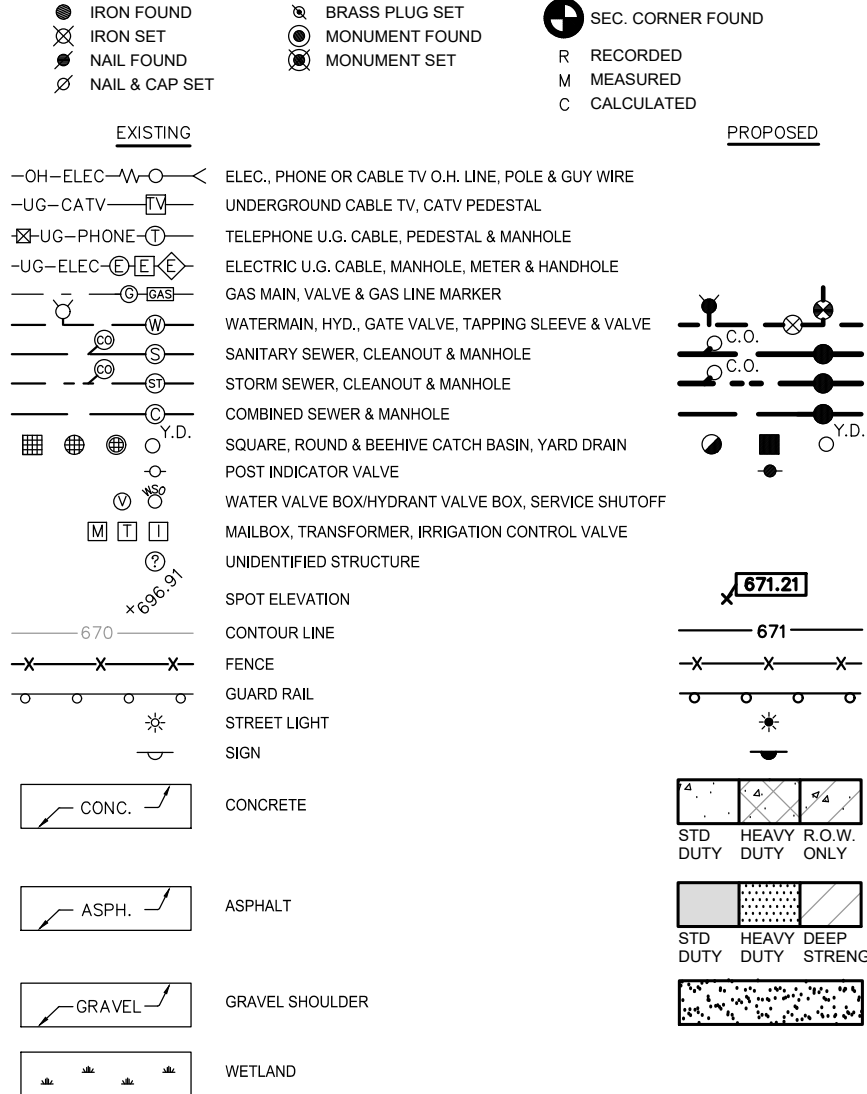 IRON FOUND
IRON SET
NAIL FOUND
NAIL & CAP SET
BRASS PLUG SET
MONUMENT FOUND
MONUMENT SET
SEC. CORNER FOUND
R RECORDED
M MEASURED
C CALCULATED
EXISTING
PROPOSED
-OH-ELEC ELEC., PHONE OR CABLE TV O.H. LINE, POLE & GUY WIRE
-UG-CATV TV UNDERGROUND CABLE TV, CATV PEDESTAL
UG-PHONE T TELEPHONE U.G. CABLE, PEDESTAL & MANHOLE
-UG-ELEC E E E ELECTRIC U.G. CABLE, MANHOLE, METER & HANDHOLE
G GAS GAS MAIN, VALVE & GAS LINE MARKER
W WATERMAIN, HYD., GATE VALVE, TAPPING SLEEVE & VALVE
CO S SANITARY SEWER, CLEANOUT & MANHOLE C.O.
CO ST STORM SEWER, CLEANOUT & MANHOLE C.O.
C COMBINED SEWER & MANHOLE
Y.D. SQUARE, ROUND & BEEHIVE CATCH BASIN, YARD DRAIN Y.D.
POST INDICATOR VALVE
V WSO WATER VALVE BOX/HYDRANT VALVE BOX, SERVICE SHUTOFF
M T I MAILBOX, TRANSFORMER, IRRIGATION CONTROL VALVE
? UNIDENTIFIED STRUCTURE
+696.91 SPOT ELEVATION 671.21
670 CONTOUR LINE 671
X X X FENCE X X X
GUARD RAIL
STREET LIGHT
SIGN
CONC. CONCRETE
STD DUTY
HEAVY DUTY
R.O.W. ONLY
ASPH. ASPHALT
STD DUTY
HEAVY DUTY
DEEP STRENG
GRAVEL GRAVEL SHOULDER
WETLAND